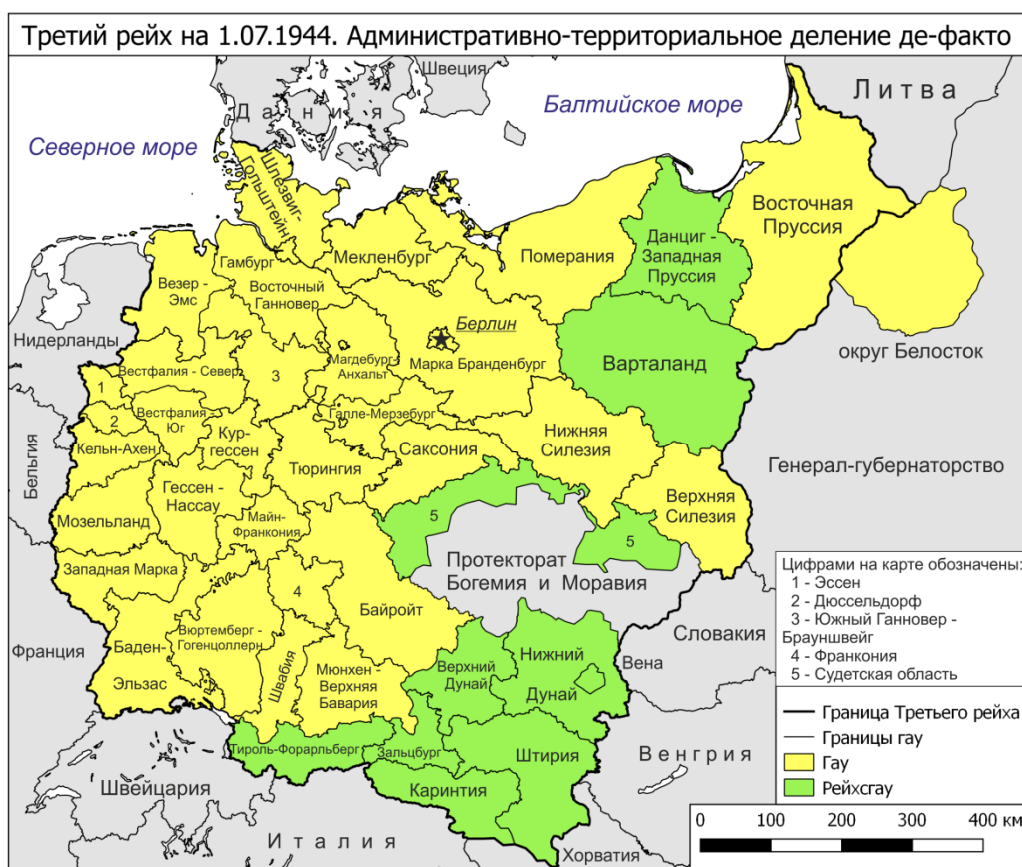 Третий рейх на 1.07.1944. Административно-территориальное деление де-факто
Швеция
Дания
Литва
Балтийское море
Северное море
Шлезвиг-
Гольштейн
Восточная
Пруссия
Данциг -
Западная
Пруссия
Мекленбург
Померания
Гамбург
Везер -
Эмс
Восточный
Ганновер
Берлин
Нидерланды
Марка Бранденбург
Магдебург-
Анхальт
Варталанд
округ Белосток
Вестфалия - Север
1
3
2
Вестфалия -
Юг
Галле-Мерзебург
Кельн-Ахен
Кур-
гессен
Саксония
Нижняя
Силезия
Бельгия
Тюрингия
Генерал-губернаторство
Гессен -
Нассау
Мозельланд
Майн-
Франкония
5
Верхняя
Силезия
5
Протекторат
Богемия и Моравия
Западная Марка
4
Байройт
Цифрами на карте обозначены:
1 - Эссен
2 - Дюссельдорф
3 - Южный Ганновер -
Брауншвейг
4 - Франкония
5 - Судетская область
Словакия
Франция
Баден-
Эльзас
Вюртемберг -
Гогенцоллерн
Швабия
Мюнхен -
Верхняя
Бавария
Верхний
Дунай
Нижний
Дунай
Вена
Граница Третьего рейха
Границы гау
Гау
Рейхсгау
Тироль-Форарльберг
Зальцбург
Штирия
Венгрия
Швейцария
Каринтия
Италия
Хорватия
0 100 200 300 400 км